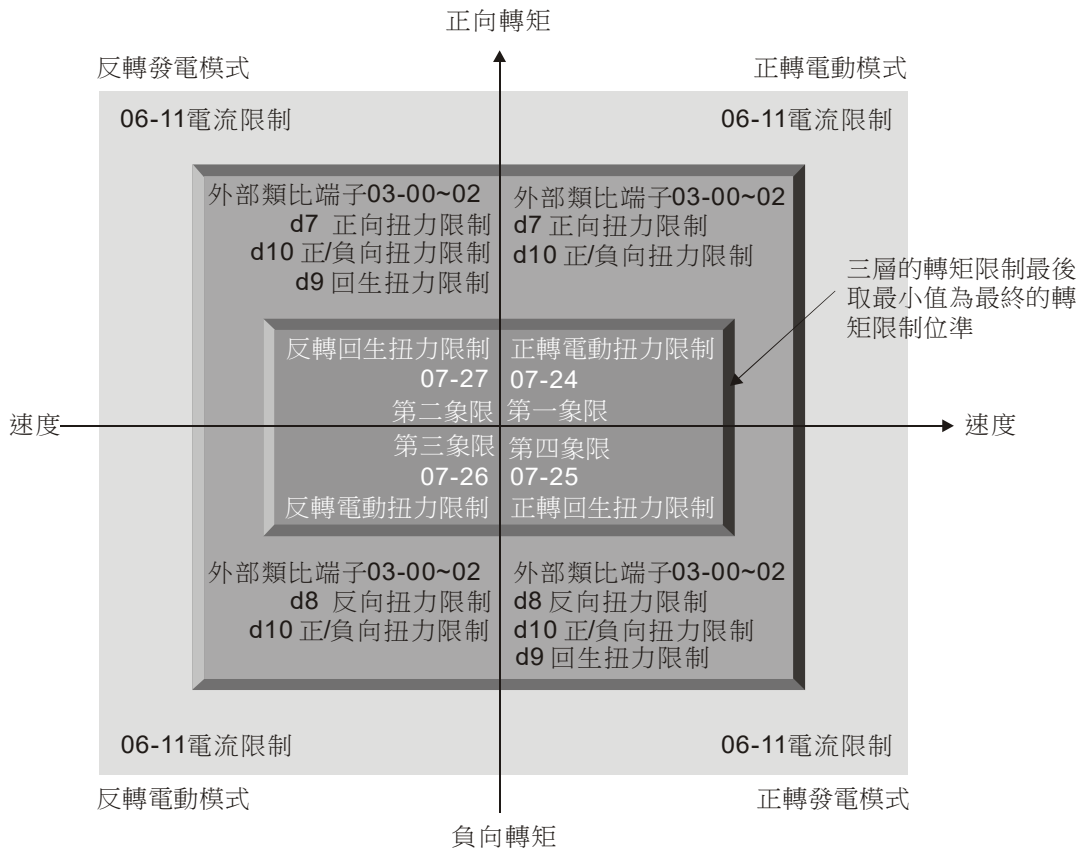 正向轉矩
反轉發電模式
正轉電動模式
06-11電流限制
06-11電流限制
外部類比端子03-00~02
d7 正向扭力限制
d10 正/負向扭力限制
d9 回生扭力限制
外部類比端子03-00~02
d7 正向扭力限制
d10 正/負向扭力限制
三層的轉矩限制最後
取最小值為最終的轉
矩限制位準
反轉回生扭力限制
07-27
第二象限
正轉電動扭力限制
07-24
第一象限
速度
速度
第三象限
07-26
反轉電動扭力限制
第四象限
07-25
正轉回生扭力限制
外部類比端子03-00~02
d8 反向扭力限制
d10 正/負向扭力限制
外部類比端子03-00~02
d8 反向扭力限制
d10 正/負向扭力限制
d9 回生扭力限制
06-11電流限制
06-11電流限制
反轉電動模式
正轉發電模式
負向轉矩